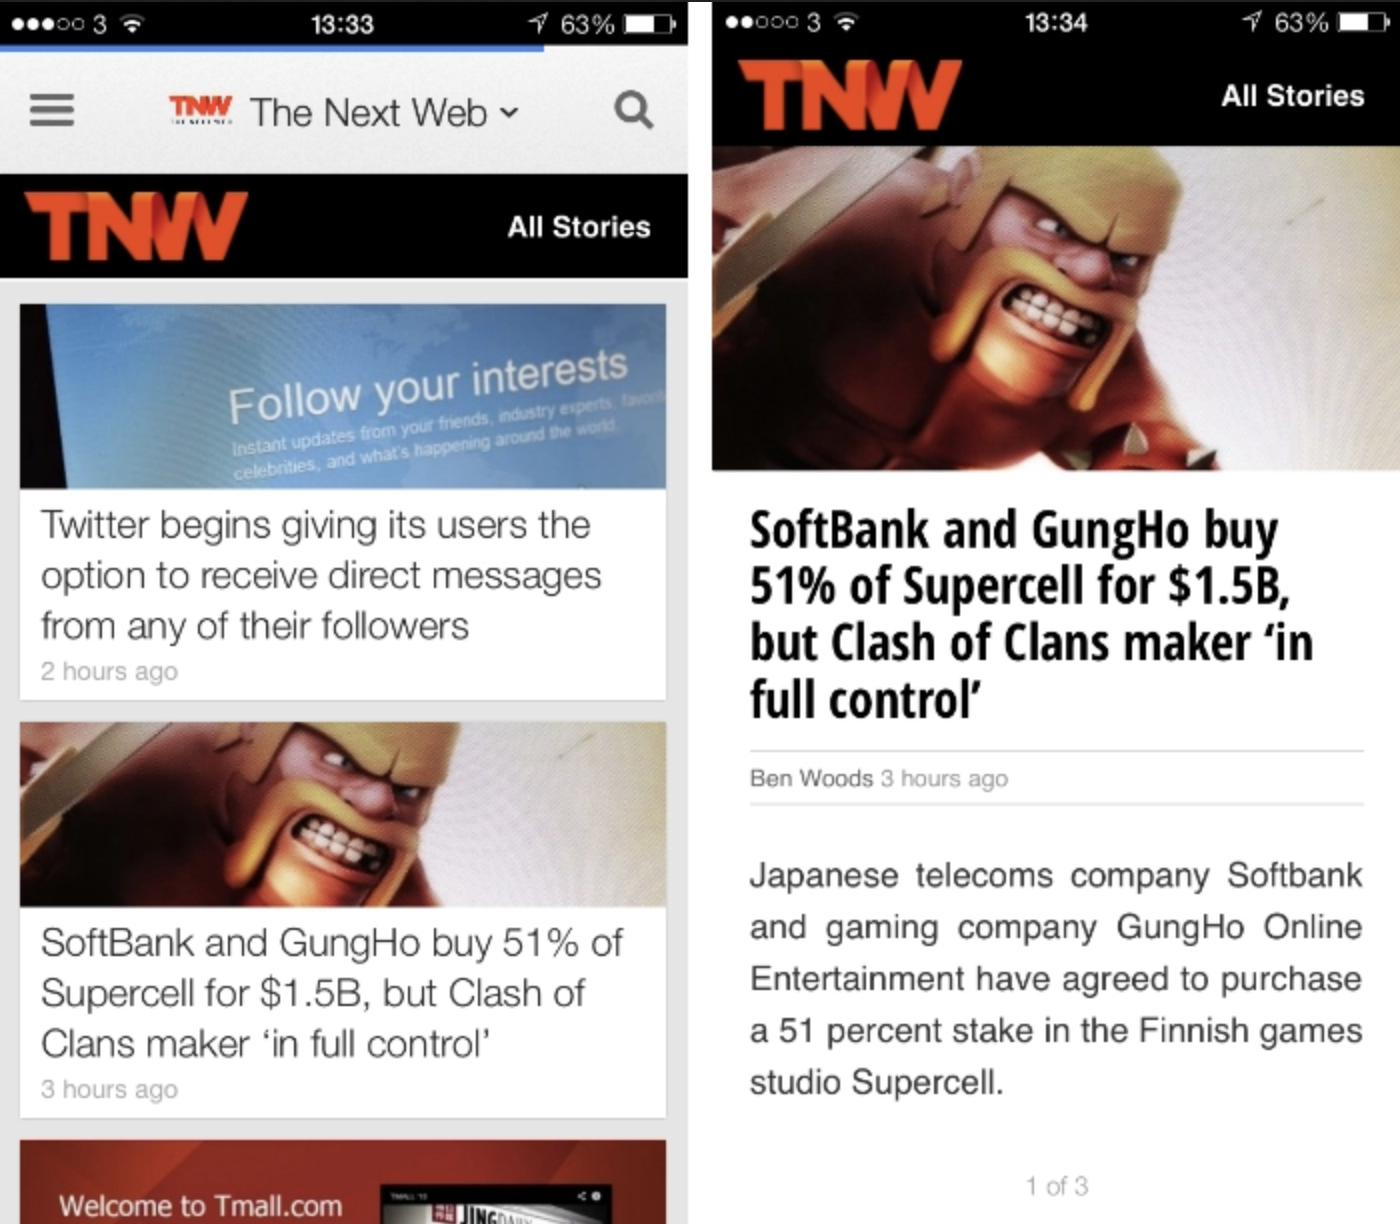 3 13:33 63%
TNW The Next Web
TNW All Stories
Follow your interests
Instant updates from your friends, industry experts, favorite
celebrities, and what's happening around the world.
Twitter begins giving its users the
option to receive direct messages
from any of their followers
2 hours ago
SoftBank and GungHo buy 51% of
Supercell for $1.5B, but Clash of
Clans maker ‘in full control’
3 hours ago
Welcome to Tmall.com
3 13:34 63%
TNW All Stories
SoftBank and GungHo buy
51% of Supercell for $1.5B,
but Clash of Clans maker ‘in
full control’
Ben Woods 3 hours ago
Japanese telecoms company Softbank
and gaming company GungHo Online
Entertainment have agreed to purchase
a 51 percent stake in the Finnish games
studio Supercell.
1 of 3